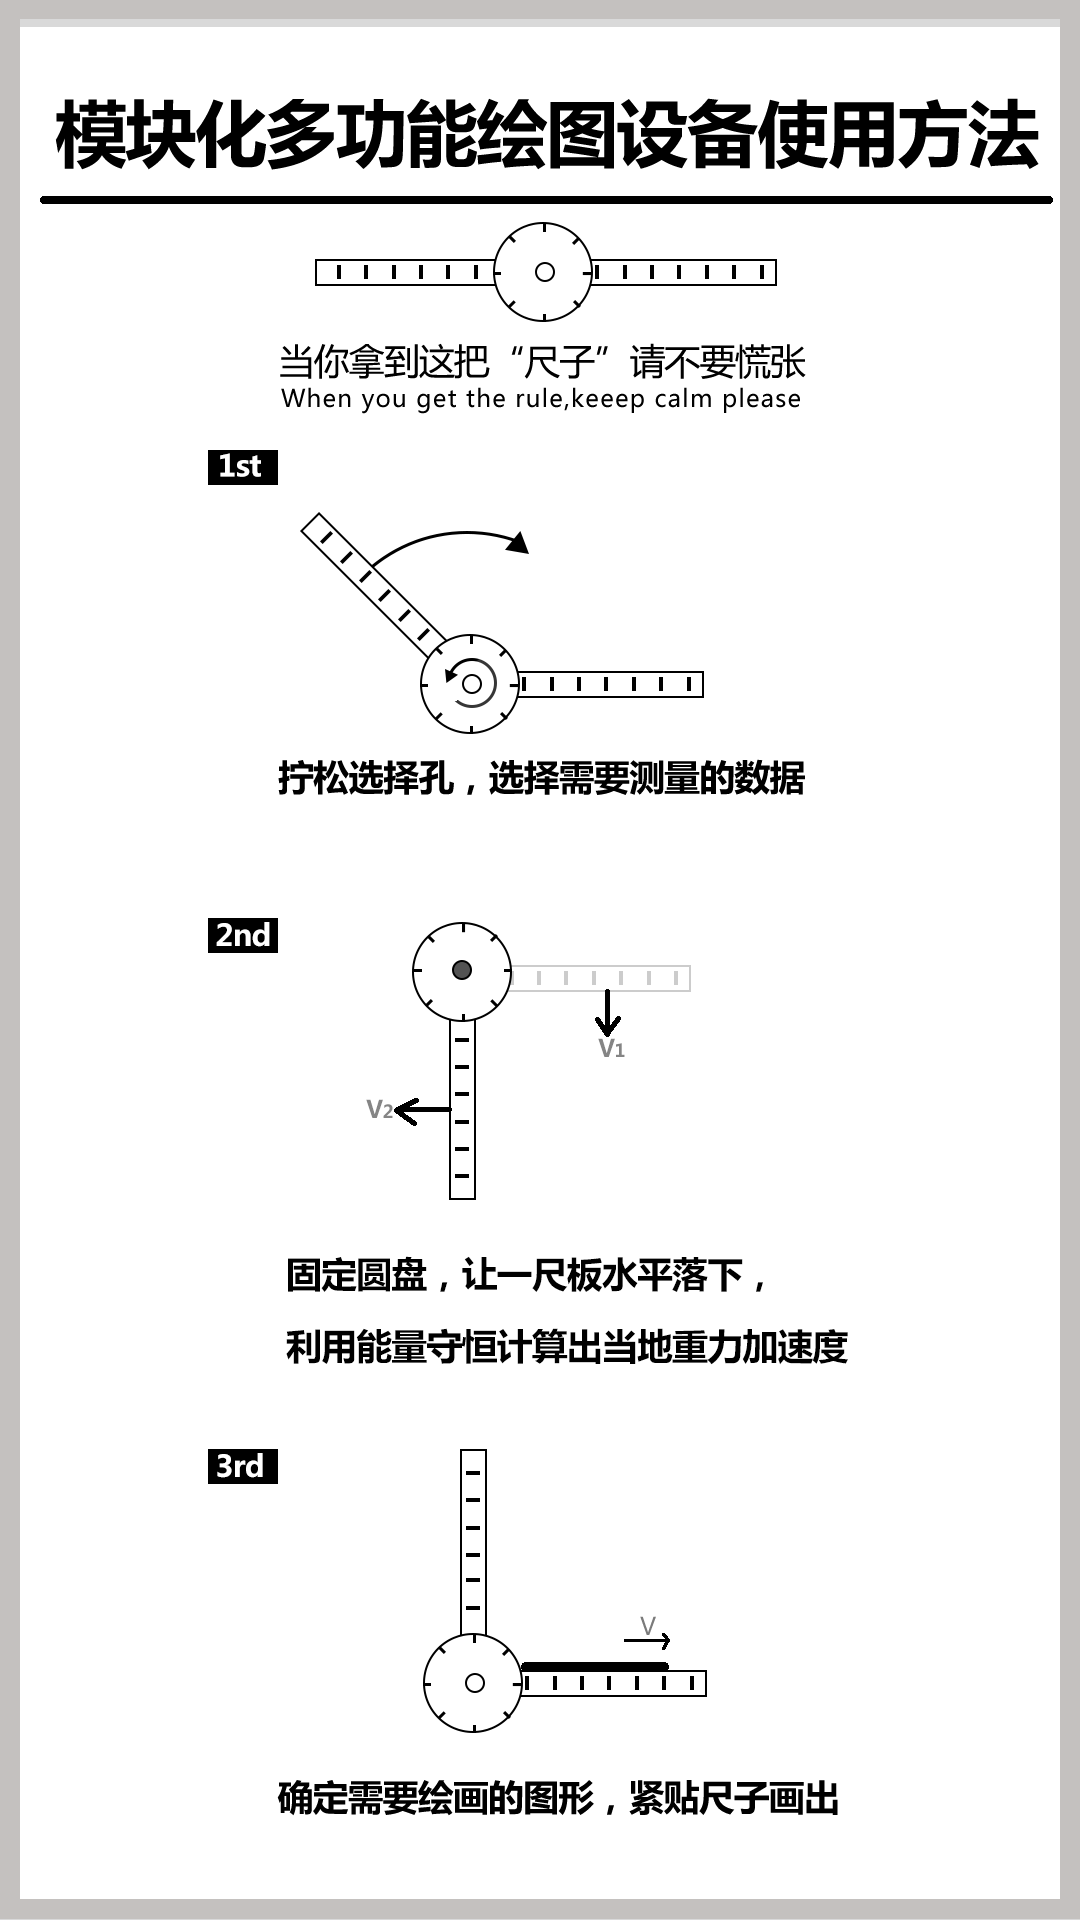 模块化多功能绘图设备使用方法
当你拿到这把“尺子”请不要慌张
When you get the rule,keeep calm please
1st
拧松选择孔，选择需要测量的数据
2nd
V1
V2
固定圆盘，让一尺板水平落下，
利用能量守恒计算出当地重力加速度
3rd
V
确定需要绘画的图形，紧贴尺子画出